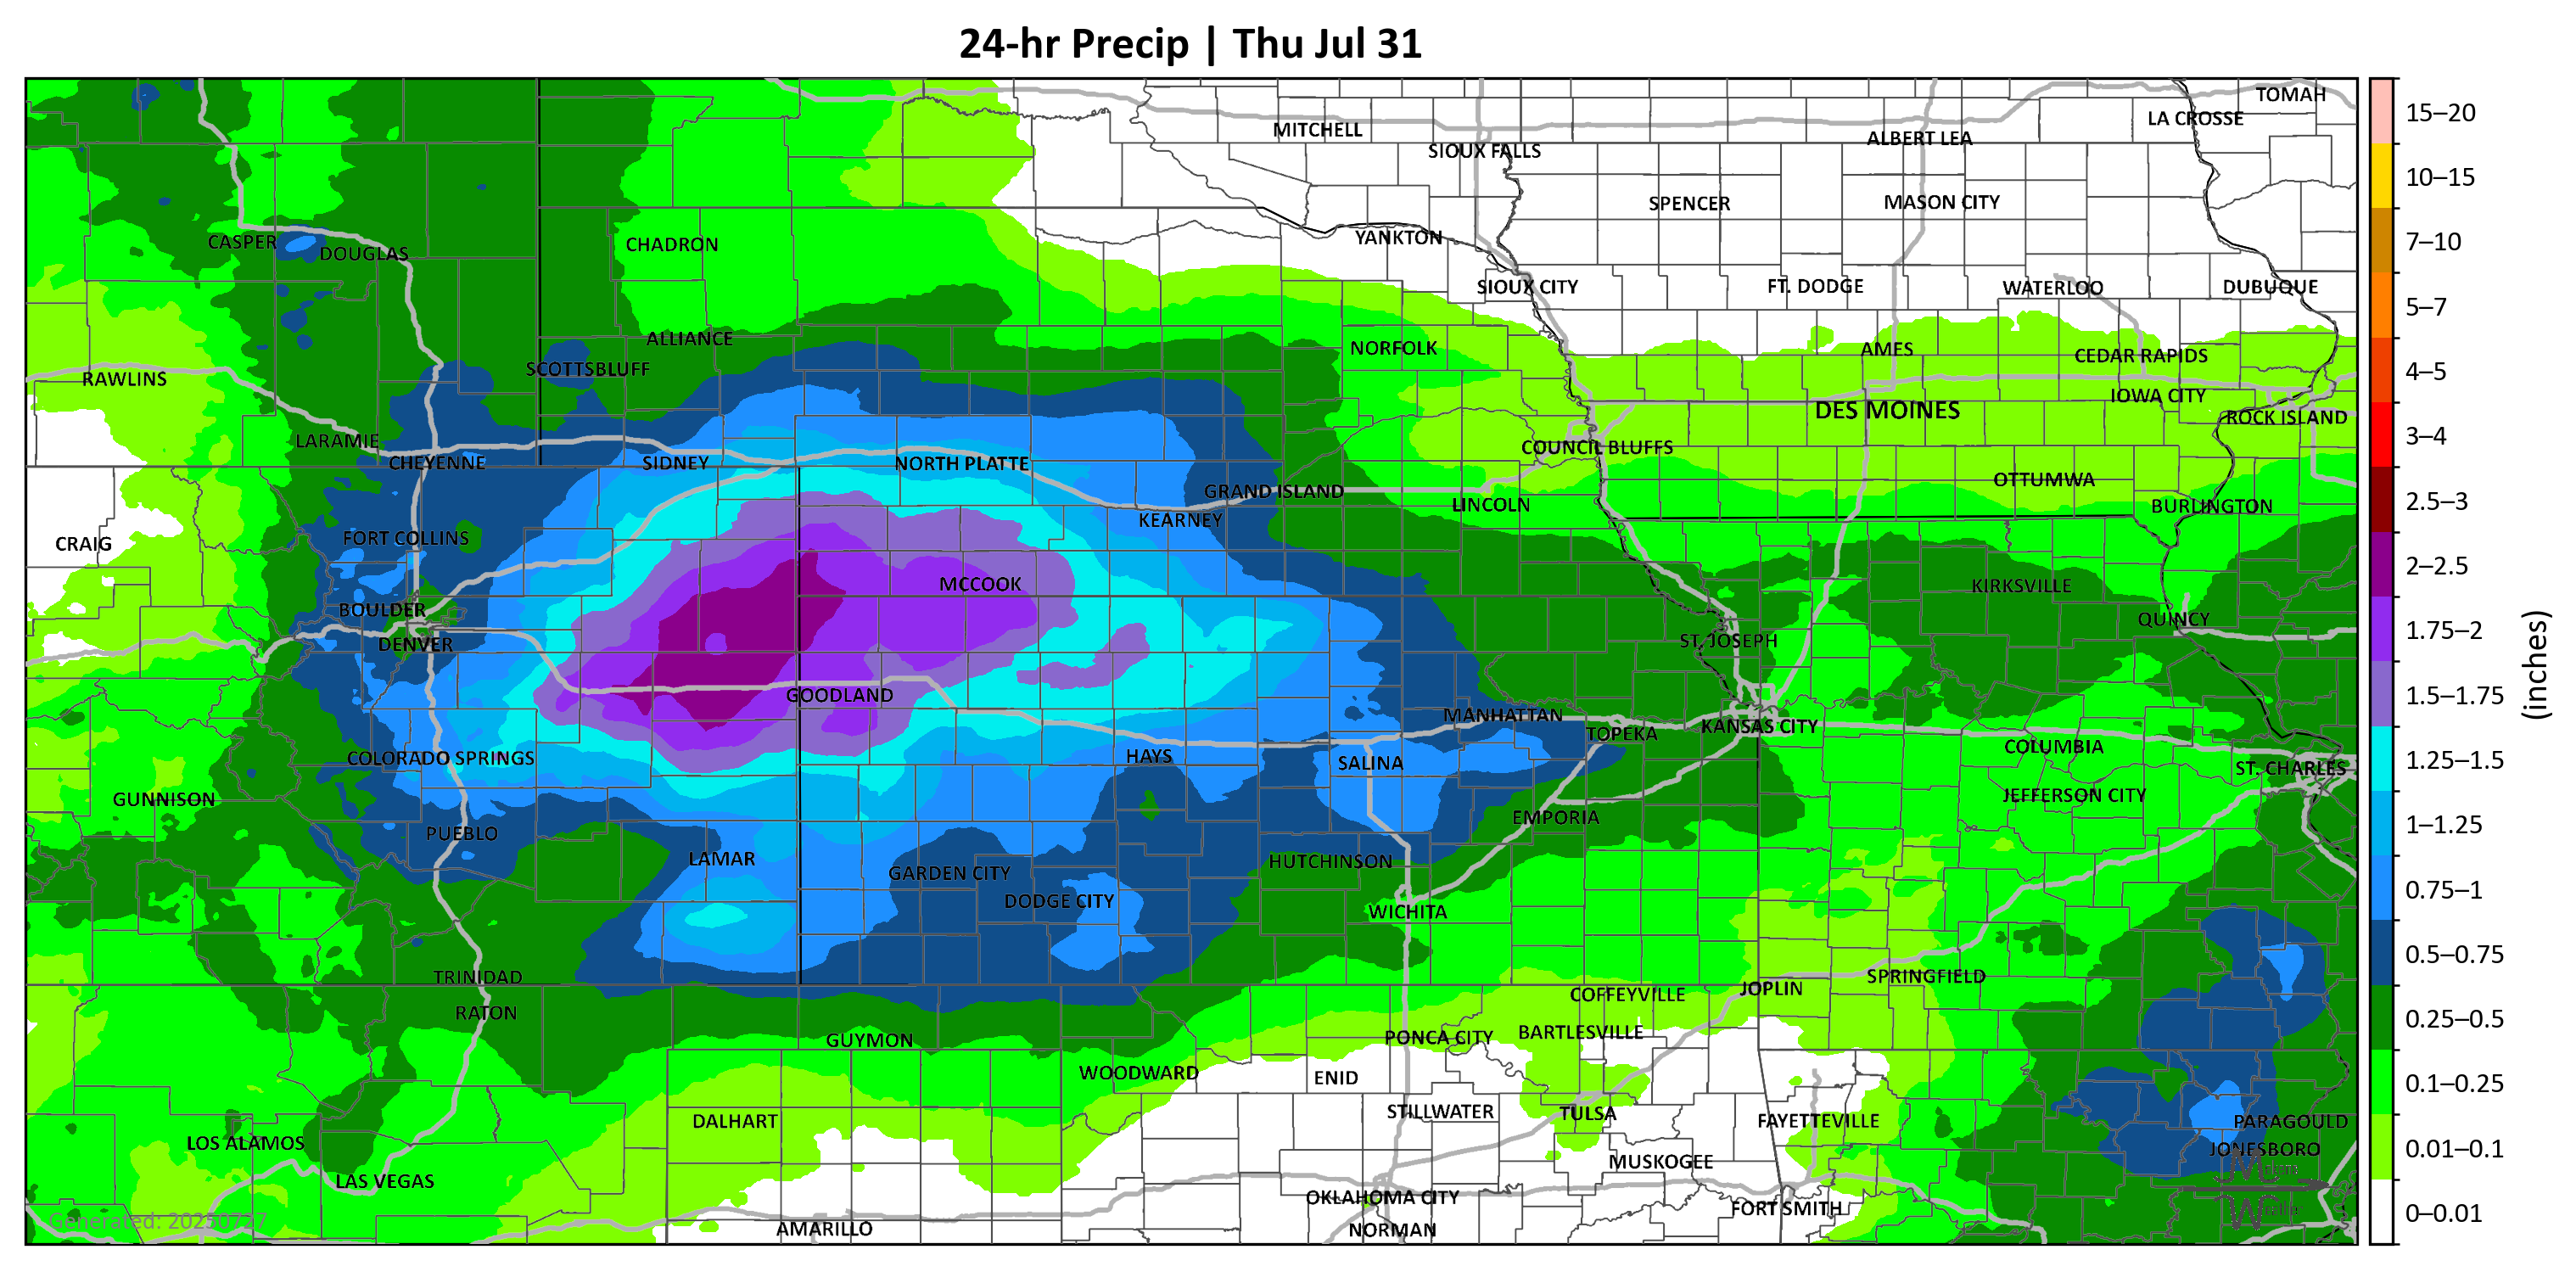 24-hr Precip | Thu Jul 31
TOMAH
LA CROSSE
MITCHELL
ALBERT LEA
SIOUX FALLS
SPENCER
MASON CITY
YANKTON
CASPER
DOUGLAS
CHADRON
SIOUX CITY
FT. DODGE
WATERLOO
DUBUQUE
ALLIANCE
NORFOLK
AMES
CEDAR RAPIDS
SCOTTSBLUFF
RAWLINS
IOWA CITY
DES MOINES
ROCK ISLAND
LARAMIE
COUNCIL BLUFFS
CHEYENNE
SIDNEY
NORTH PLATTE
OTTUMWA
GRAND ISLAND
LINCOLN
BURLINGTON
KEARNEY
FORT COLLINS
CRAIG
MCCOOK
KIRKSVILLE
BOULDER
QUINCY
DENVER
ST. JOSEPH
GOODLAND
MANHATTAN
KANSAS CITY
TOPEKA
COLUMBIA
COLORADO SPRINGS
HAYS
SALINA
ST. CHARLES
GUNNISON
JEFFERSON CITY
EMPORIA
PUEBLO
LAMAR
HUTCHINSON
GARDEN CITY
DODGE CITY
WICHITA
TRINIDAD
SPRINGFIELD
JOPLIN
COFFEYVILLE
RATON
BARTLESVILLE
PONCA CITY
GUYMON
WOODWARD
ENID
STILLWATER
TULSA
DALHART
FAYETTEVILLE
PARAGOULD
LOS ALAMOS
JONESBORO
MUSKOGEE
LAS VEGAS
OKLAHOMA CITY
FORT SMITH
Generated: 20250727
AMARILLO
NORMAN
15–20
10–15
7–10
5–7
4–5
3–4
2.5–3
2–2.5
1.75–2
1.5–1.75
1.25–1.5
1–1.25
0.75–1
0.5–0.75
0.25–0.5
0.1–0.25
0.01–0.1
0–0.01
(inches)